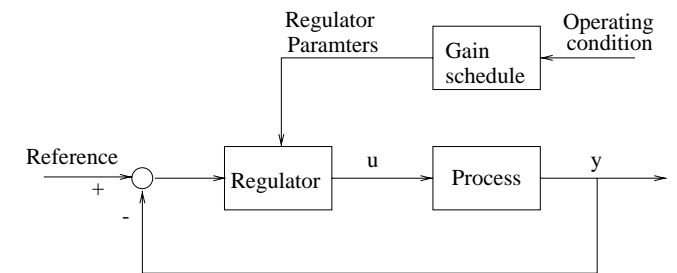 Regulator
Paramters
Operating
condition
Gain
schedule
Reference
+
-
Regulator
u
Process
y